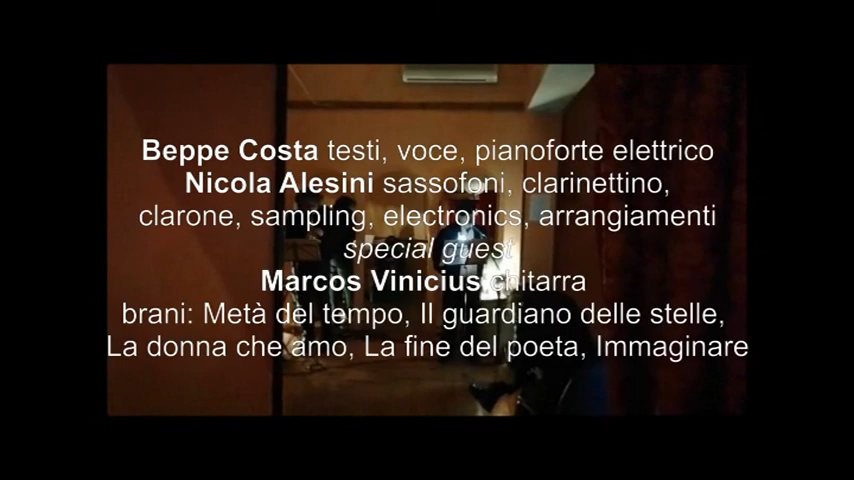 Beppe Costa testi, voce, pianoforte elettrico
Nicola Alesini sassofoni, clarinettino,
clarone, sampling, electronics, arrangiamenti
special guest
Marcos Vinicius chitarra
brani: Metà del tempo, Il guardiano delle stelle,
La donna che amo, La fine del poeta, Immaginare